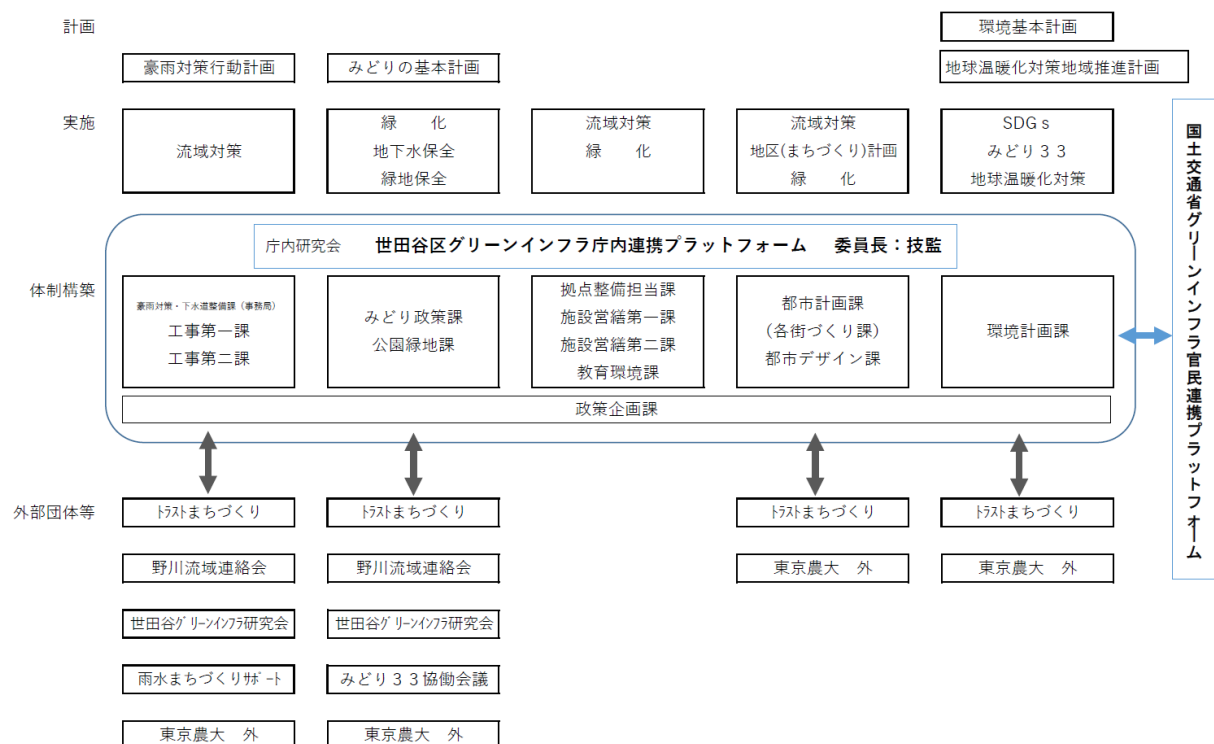 計画
環境基本計画
豪雨対策行動計画
みどりの基本計画
地球温暖化対策地域推進計画
実施
流域対策
緑　化
地下水保全
緑地保全
流域対策
緑　化
流域対策
地区(まちづくり)計画
緑　化
SDGｓ
みどり３３
地球温暖化対策
国土交通省グリーンインフラ官民連携プラットフォーム
庁内研究会　世田谷区グリーンインフラ庁内連携プラットフォーム　委員長：技監
体制構築
豪雨対策・下水道整備課（事務局）
工事第一課
工事第二課
みどり政策課
公園緑地課
拠点整備担当課
施設営繕第一課
施設営繕第二課
教育環境課
都市計画課
(各街づくり課)
都市デザイン課
環境計画課
政策企画課
外部団体等
ﾄﾗｽﾄまちづくり
ﾄﾗｽﾄまちづくり
ﾄﾗｽﾄまちづくり
ﾄﾗｽﾄまちづくり
野川流域連絡会
野川流域連絡会
東京農大　外
東京農大　外
世田谷ｸﾞﾘｰﾝｲﾝﾌﾗ研究会
世田谷ｸﾞﾘｰﾝｲﾝﾌﾗ研究会
雨水まちづくりｻﾎﾟｰﾄ
みどり３３協働会議
東京農大　外
東京農大　外